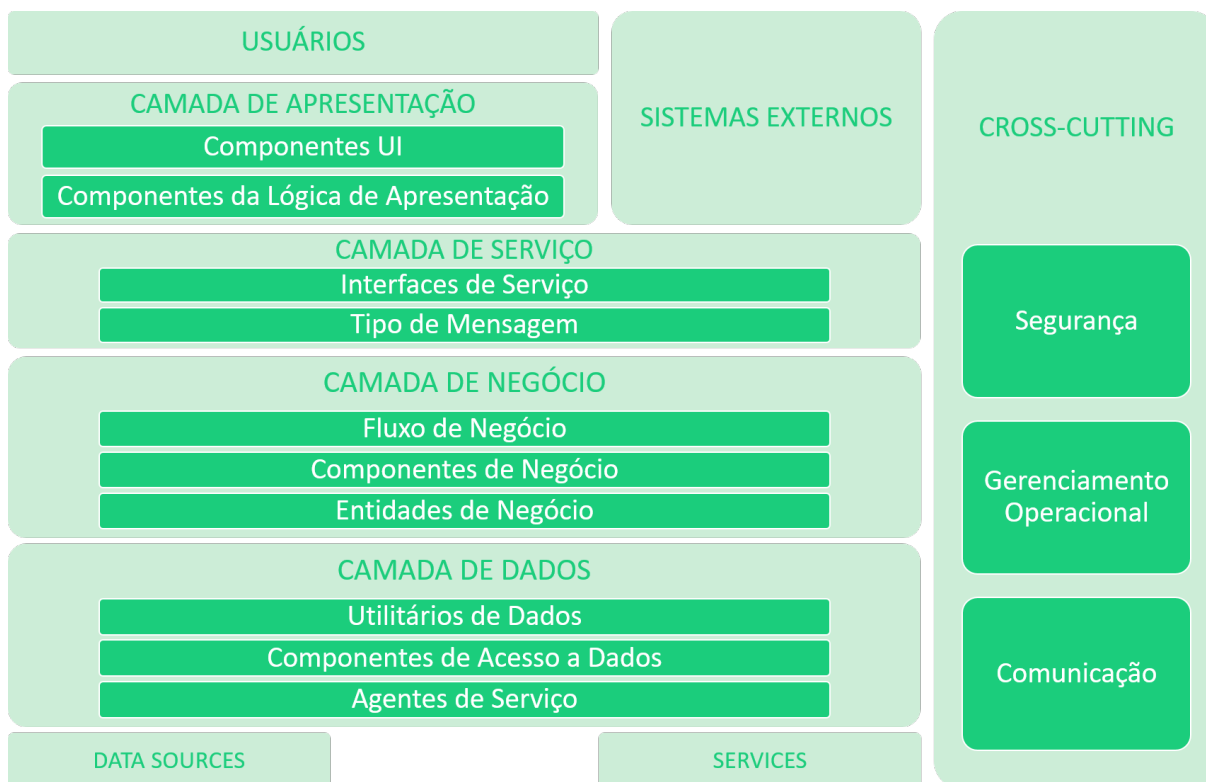 USUÁRIOS
CAMADA DE APRESENTAÇÃO
Componentes UI
Componentes da Lógica de Apresentação
SISTEMAS EXTERNOS
CAMADA DE SERVIÇO
Interfaces de Serviço
Tipo de Mensagem
CAMADA DE NEGÓCIO
Fluxo de Negócio
Componentes de Negócio
Entidades de Negócio
CAMADA DE DADOS
Utilitários de Dados
Componentes de Acesso a Dados
Agentes de Serviço
DATA SOURCES
SERVICES
CROSS-CUTTING
Segurança
Gerenciamento
Operacional
Comunicação